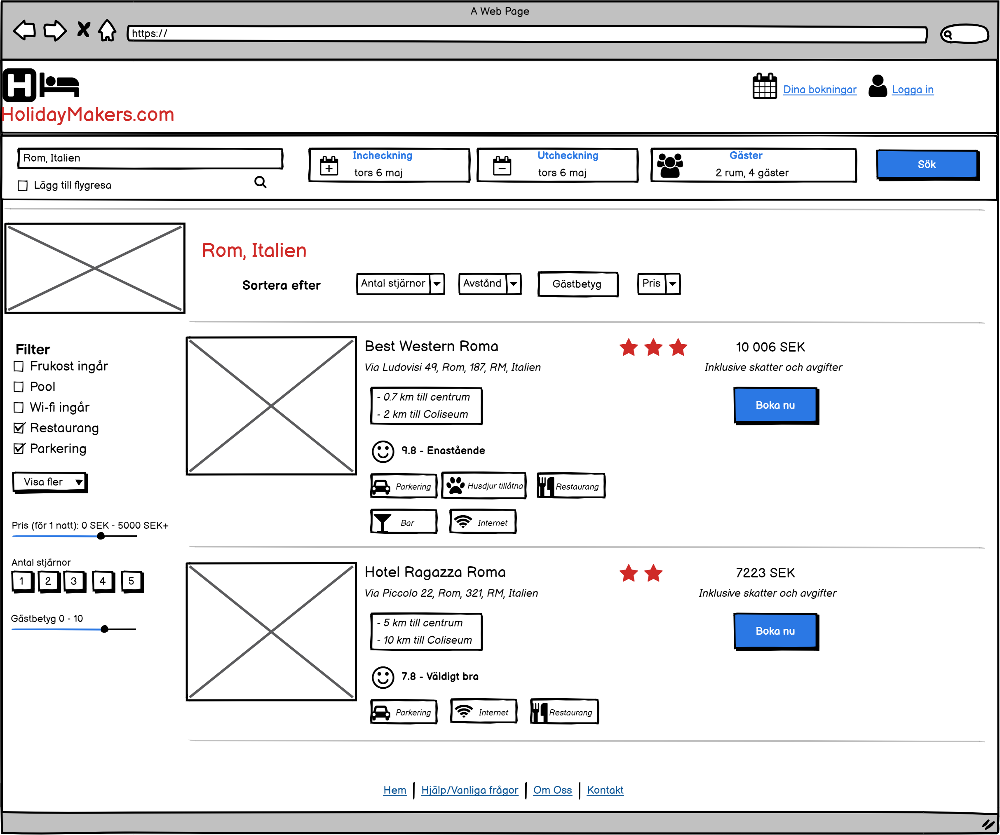 A Web Page
https://
H
HolidayMakers.com
Dina bokningar
Logga in
Rom, Italien
Lägg till flygresa
Incheckning
tors 6 maj
Utcheckning
tors 6 maj
Gäster
2 rum, 4 gäster
Sök
Rom, Italien
Sortera efter
Antal stjärnor
Avstånd
Gästbetyg
Pris
Filter
Frukost ingår
Pool
Wi-fi ingår
Restaurang
Parkering
Visa fler
Pris (för 1 natt): 0 SEK - 5000 SEK+
Antal stjärnor
1 2 3 4 5
Gästbetyg 0 - 10
Best Western Roma
Via Ludovisi 49, Rom, 187, RM, Italien
- 0.7 km till centrum
- 2 km till Coliseum
9.8 - Enastående
Parkering
Husdjur tillåtna
Restaurang
Bar
Internet
10 006 SEK
Inklusive skatter och avgifter
Boka nu
Hotel Ragazza Roma
Via Piccolo 22, Rom, 321, RM, Italien
- 5 km till centrum
- 10 km till Coliseum
7.8 - Väldigt bra
Parkering
Internet
Restaurang
7223 SEK
Inklusive skatter och avgifter
Boka nu
Hem | Hjälp/Vanliga frågor | Om Oss | Kontakt